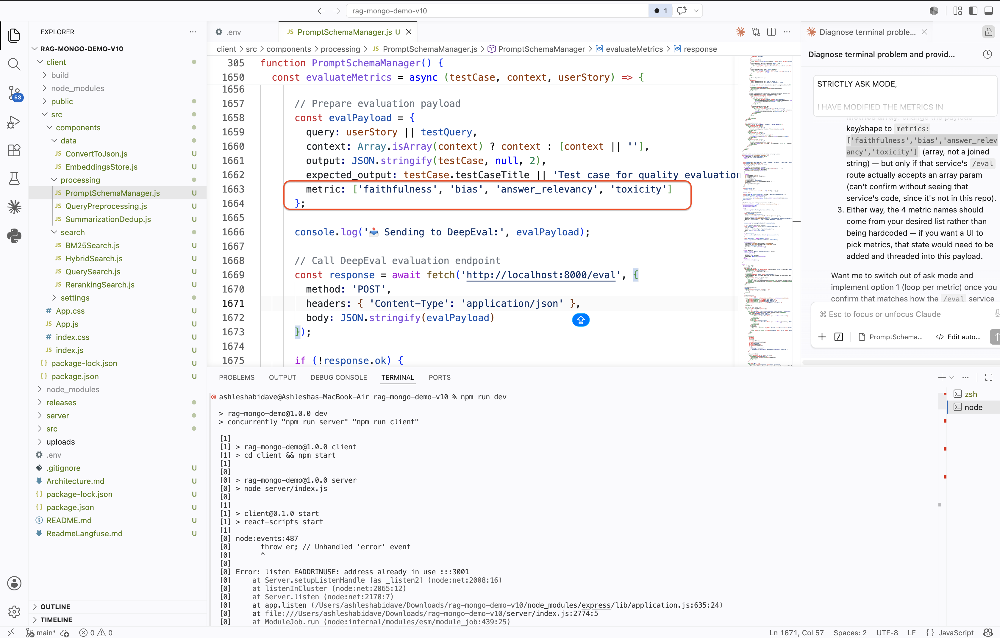 rag-mongo-demo-v10
1
EXPLORER
.env
JS PromptSchemaManager.js U
Diagnose terminal proble...
RAG-MONGO-DEMO-V10
client
build
node_modules
public
src
components
data
JS ConvertToJson.js U
JS EmbeddingsStore.js U
processing
JS PromptSchemaManager.js U
JS QueryPreprocessing.js U
JS SummarizationDedup.js U
search
JS BM25Search.js U
JS HybridSearch.js U
JS QuerySearch.js U
JS RerankingSearch.js U
settings
# App.css U
JS App.js U
# index.css U
JS index.js U
{} package-lock.json U
{} package.json U
node_modules
releases
server
src
uploads
.env
.gitignore U
Architecture.md U
{} package-lock.json U
{} package.json U
README.md U
ReadmeLangfuse.md U
OUTLINE
TIMELINE
53
client > src > components > processing > JS PromptSchemaManager.js > PromptSchemaManager > evaluateMetrics > response
305 function PromptSchemaManager() {
1650 const evaluateMetrics = async (testCase, context, userStory) => {
1656
1657 // Prepare evaluation payload
1658 const evalPayload = {
1659 query: userStory || testQuery,
1660 context: Array.isArray(context) ? context : [context || ''],
1661 output: JSON.stringify(testCase, null, 2),
1662 expected_output: testCase.testCaseTitle || 'Test case for quality evaluation
1663 metric: ['faithfulness', 'bias', 'answer_relevancy', 'toxicity']
1664 };
1665
1666 console.log('📤 Sending to DeepEval:', evalPayload);
1667
1668 // Call DeepEval evaluation endpoint
1669 const response = await fetch('http://localhost:8000/eval', {
1670 method: 'POST',
1671 headers: { 'Content-Type': 'application/json' },
1672 body: JSON.stringify(evalPayload)
1673 });
1674
1675 if (!response.ok) {
Diagnose terminal problem and provid...
STRICTLY ASK MODE,
I HAVE MODIFIED THE METRICS IN
metrics array: change the payload
key/shape to metrics:
['faithfulness','bias','answer_relev
ancy','toxicity'] (array, not a joined
string) — but only if that service's /eval
route actually accepts an array param
(can't confirm without seeing that
service's code, since it's not in this repo).
3. Either way, the 4 metric names should
come from your desired list rather than
being hardcoded — if you want a UI to
pick metrics, that state would need to be
added and threaded into this payload.
Want me to switch out of ask mode and
implement option 1 (loop per metric) once you
confirm that matches how the /eval service
⌘ Esc to focus or unfocus Claude
PromptSchema... </> Edit auto...
PROBLEMS OUTPUT DEBUG CONSOLE TERMINAL PORTS
zsh
node
ashleshabidave@Ashleshas-MacBook-Air rag-mongo-demo-v10 % npm run dev
> rag-mongo-demo@1.0.0 dev
> concurrently "npm run server" "npm run client"
[1]
[1] > rag-mongo-demo@1.0.0 client
[1] > cd client && npm start
[1]
[0]
[0] > rag-mongo-demo@1.0.0 server
[0] > node server/index.js
[0]
[1]
[1] > client@0.1.0 start
[1] > react-scripts start
[1]
[0] node:events:487
[0] throw er; // Unhandled 'error' event
[0] ^
[0]
[0] Error: listen EADDRINUSE: address already in use :::3001
[0] at Server.setupListenHandle [as _listen2] (node:net:2008:16)
[0] at listenInCluster (node:net:2065:12)
[0] at Server.listen (node:net:2170:7)
[0] at app.listen (/Users/ashleshabidave/Downloads/rag-mongo-demo-v10/node_modules/express/lib/application.js:635:24)
[0] at file:///Users/ashleshabidave/Downloads/rag-mongo-demo-v10/server/index.js:2774:5
[0] at ModuleJob.run (node:internal/modules/esm/module_job:439:25)
main* 0 0
Ln 1671, Col 57 Spaces: 2 UTF-8 LF {} JavaScript